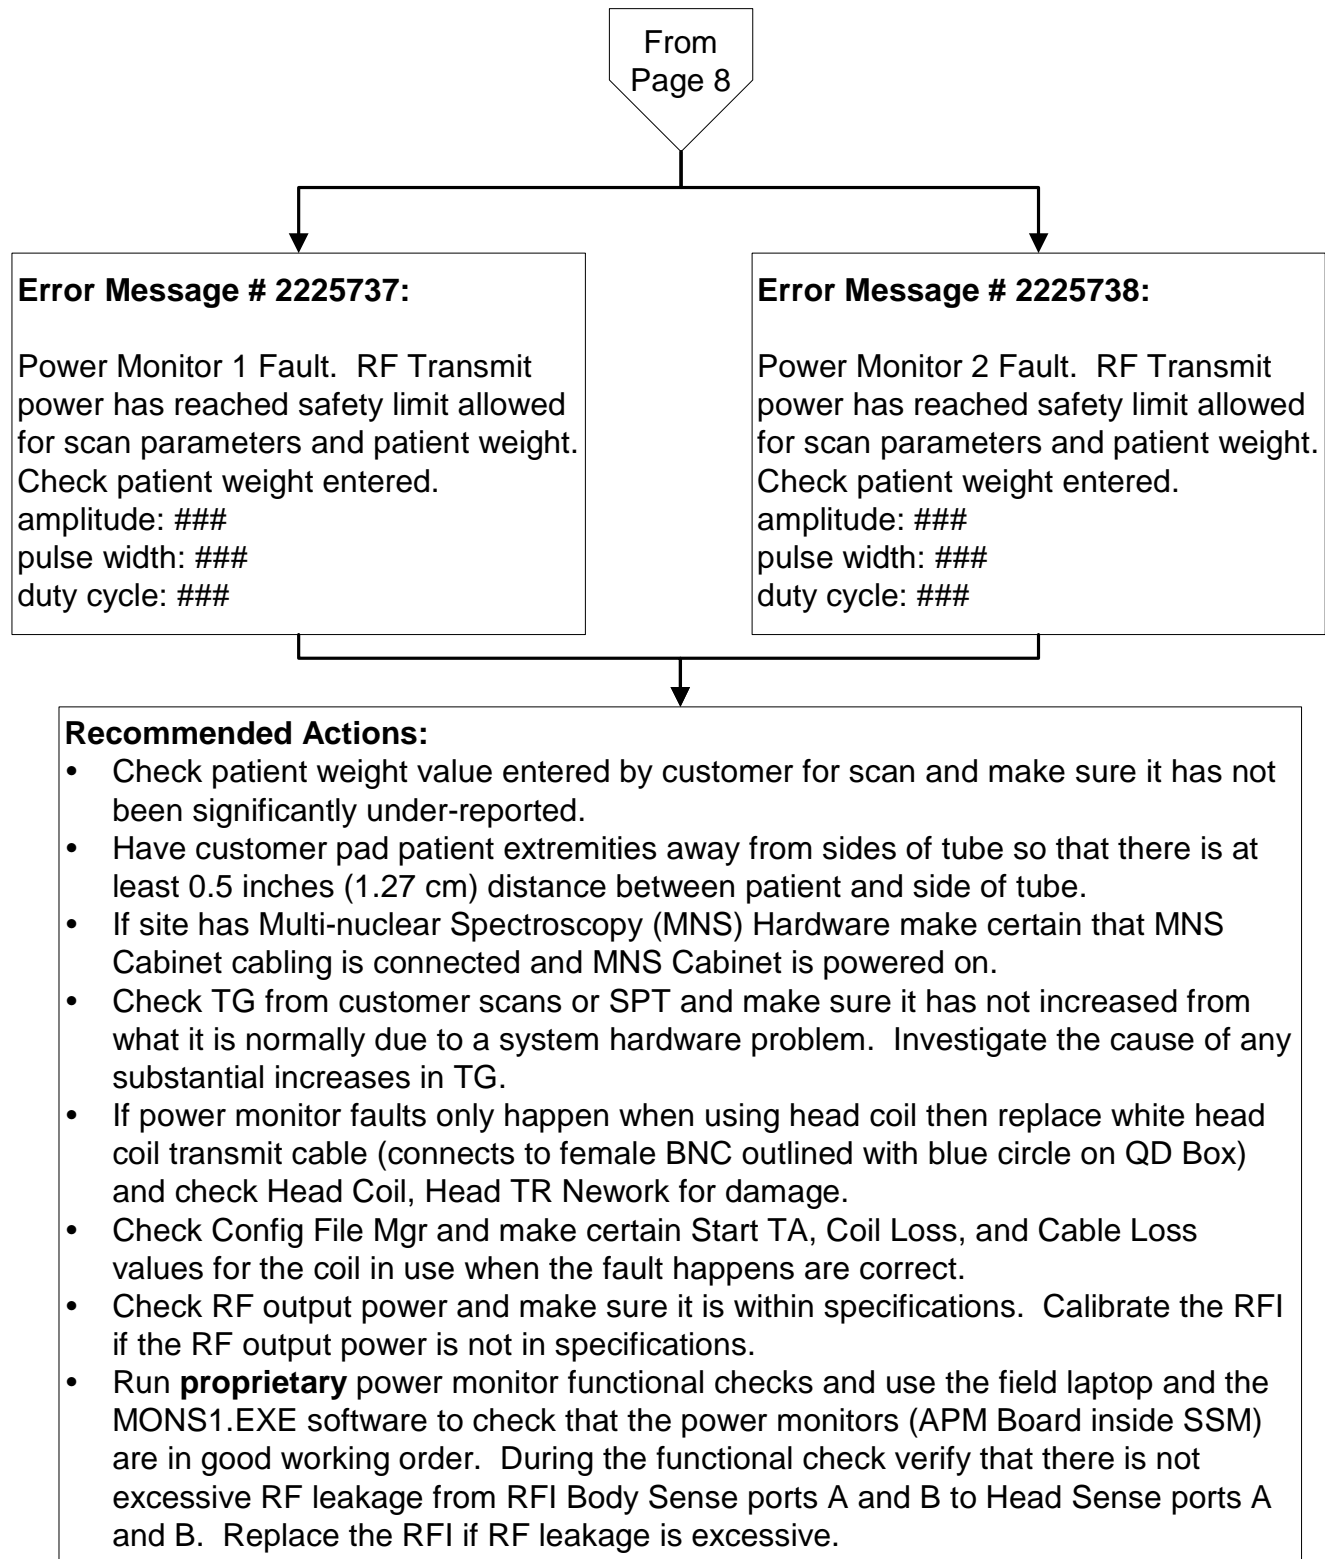 From
Page 8
Error Message # 2225737:
Power Monitor 1 Fault.  RF Transmit
power has reached safety limit allowed
for scan parameters and patient weight.
Check patient weight entered.
amplitude: ###
pulse width: ###
duty cycle: ###
Error Message # 2225738:
Power Monitor 2 Fault.  RF Transmit
power has reached safety limit allowed
for scan parameters and patient weight.
Check patient weight entered.
amplitude: ###
pulse width: ###
duty cycle: ###
Recommended Actions:
• Check patient weight value entered by customer for scan and make sure it has not
been significantly under-reported.
• Have customer pad patient extremities away from sides of tube so that there is at
least 0.5 inches (1.27 cm) distance between patient and side of tube.
• If site has Multi-nuclear Spectroscopy (MNS) Hardware make certain that MNS
Cabinet cabling is connected and MNS Cabinet is powered on.
• Check TG from customer scans or SPT and make sure it has not increased from
what it is normally due to a system hardware problem.  Investigate the cause of any
substantial increases in TG.
• If power monitor faults only happen when using head coil then replace white head
coil transmit cable (connects to female BNC outlined with blue circle on QD Box)
and check Head Coil, Head TR Nework for damage.
• Check Config File Mgr and make certain Start TA, Coil Loss, and Cable Loss
values for the coil in use when the fault happens are correct.
• Check RF output power and make sure it is within specifications.  Calibrate the RFI
if the RF output power is not in specifications.
• Run proprietary power monitor functional checks and use the field laptop and the
MONS1.EXE software to check that the power monitors (APM Board inside SSM)
are in good working order.  During the functional check verify that there is not
excessive RF leakage from RFI Body Sense ports A and B to Head Sense ports A
and B.  Replace the RFI if RF leakage is excessive.